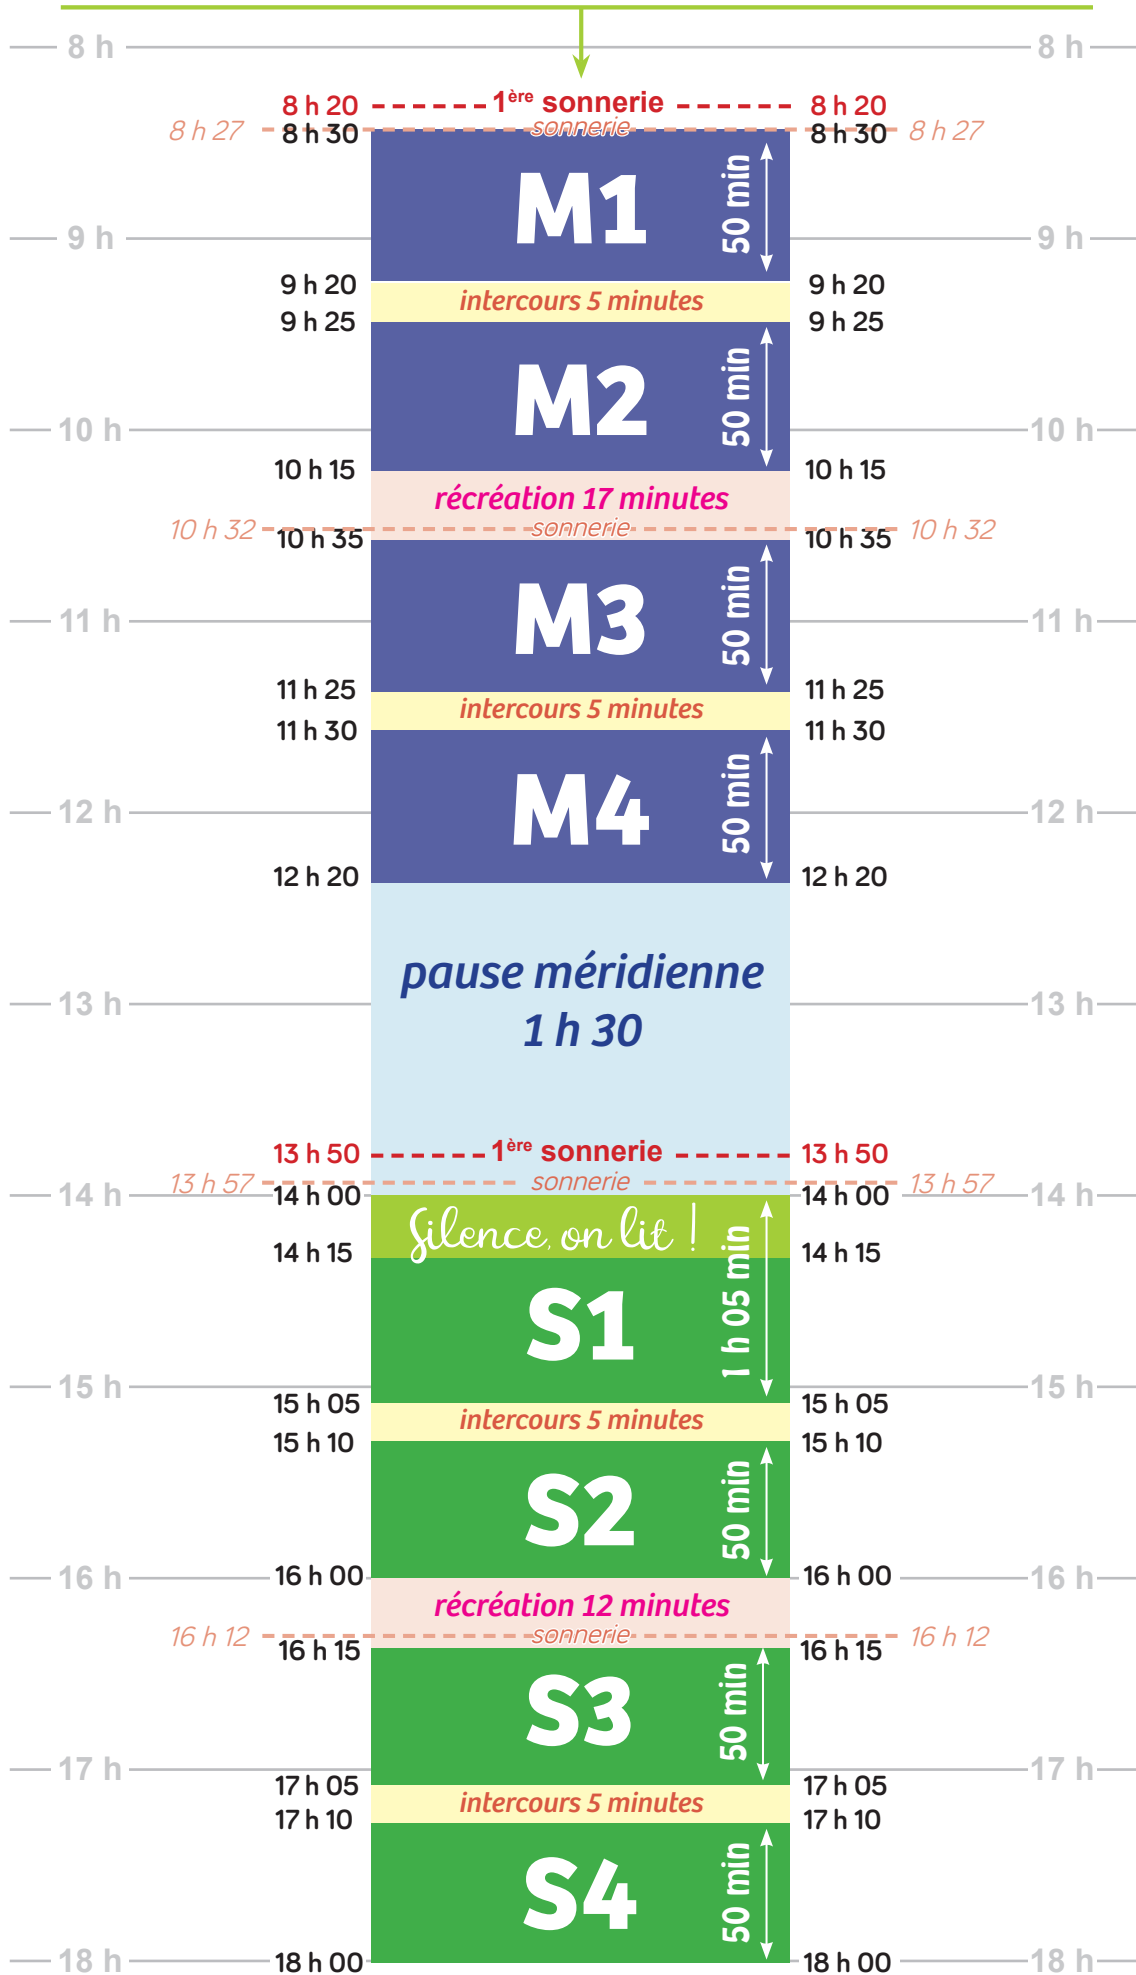 8 h 8 h
8 h 20 1ère sonnerie 8 h 20
8 h 27 sonnerie 8 h 27
8 h 30 8 h 30
M1 50 min
9 h 9 h
9 h 20 9 h 20
intercours 5 minutes
9 h 25 9 h 25
M2 50 min
10 h 10 h
10 h 15 10 h 15
récréation 17 minutes
10 h 32 sonnerie 10 h 32
10 h 35 10 h 35
M3 50 min
11 h 11 h
11 h 25 11 h 25
intercours 5 minutes
11 h 30 11 h 30
M4 50 min
12 h 12 h
12 h 20 12 h 20
pause méridienne
13 h 13 h
1 h 30
13 h 50 1ère sonnerie 13 h 50
13 h 57 sonnerie 13 h 57
14 h 14 h 00 14 h 00 14 h
Silence, on lit !
14 h 15 14 h 15
S1 1 h 05 min
15 h 15 h
15 h 05 15 h 05
intercours 5 minutes
15 h 10 15 h 10
S2 50 min
16 h 16 h 00 16 h 00 16 h
récréation 12 minutes
16 h 12 sonnerie 16 h 12
16 h 15 16 h 15
S3 50 min
17 h 17 h
17 h 05 17 h 05
intercours 5 minutes
17 h 10 17 h 10
S4 50 min
18 h 18 h 00 18 h 00 18 h